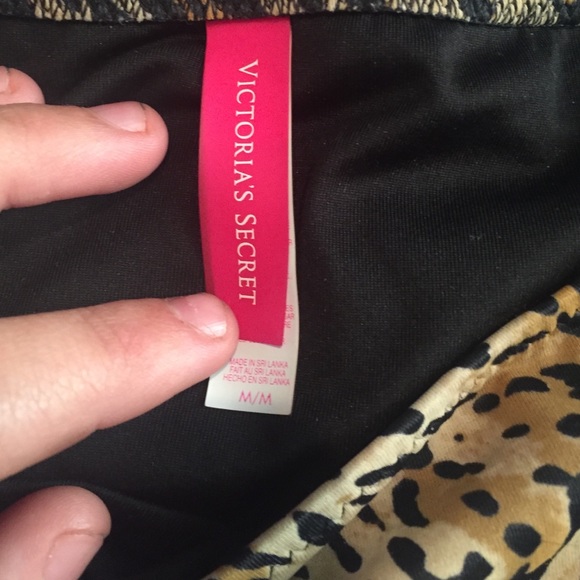 VICTORIA'S SECRET
MADE IN SRI LANKA
FAIT AU SRI LANKA
HECHO EN SRI LANKA
M/M